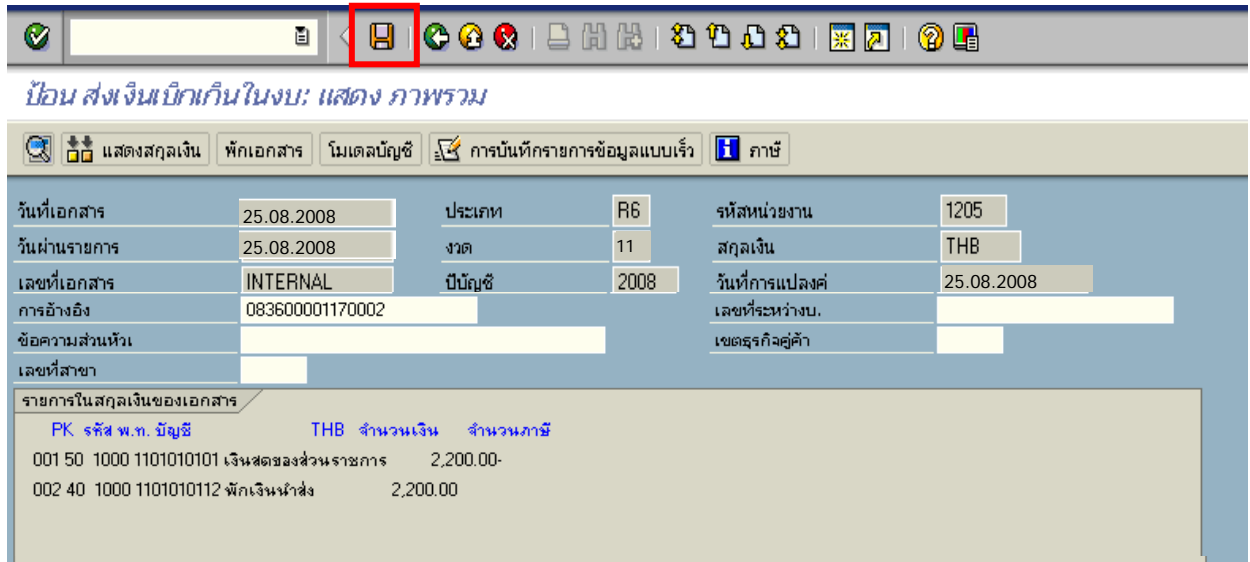 ป้อน ส่งเงินเบิกเกินในงบ: แสดง ภาพรวม
แสดงสกุลเงิน พักเอกสาร โมเดลบัญชี การบันทึกรายการข้อมูลแบบเร็ว ภาษี
วันที่เอกสาร 25.08.2008 ประเภท R6 รหัสหน่วยงาน 1205
วันผ่านรายการ 25.08.2008 งวด 11 สกุลเงิน THB
เลขที่เอกสาร INTERNAL ปีบัญชี 2008 วันที่การแปลงค่ 25.08.2008
การอ้างอิง 083600001170002 เลขที่ระหว่างบ.
ข้อความส่วนหัวเ เขตธุรกิจคู่ค้า
เลขที่สาขา
รายการในสกุลเงินของเอกสาร
PK รหัส พ.ท. บัญชี THB จำนวนเงิน จำนวนภาษี
001 50 1000 1101010101 เงินสดของส่วนราชการ 2,200.00-
002 40 1000 1101010112 พักเงินนำส่ง 2,200.00